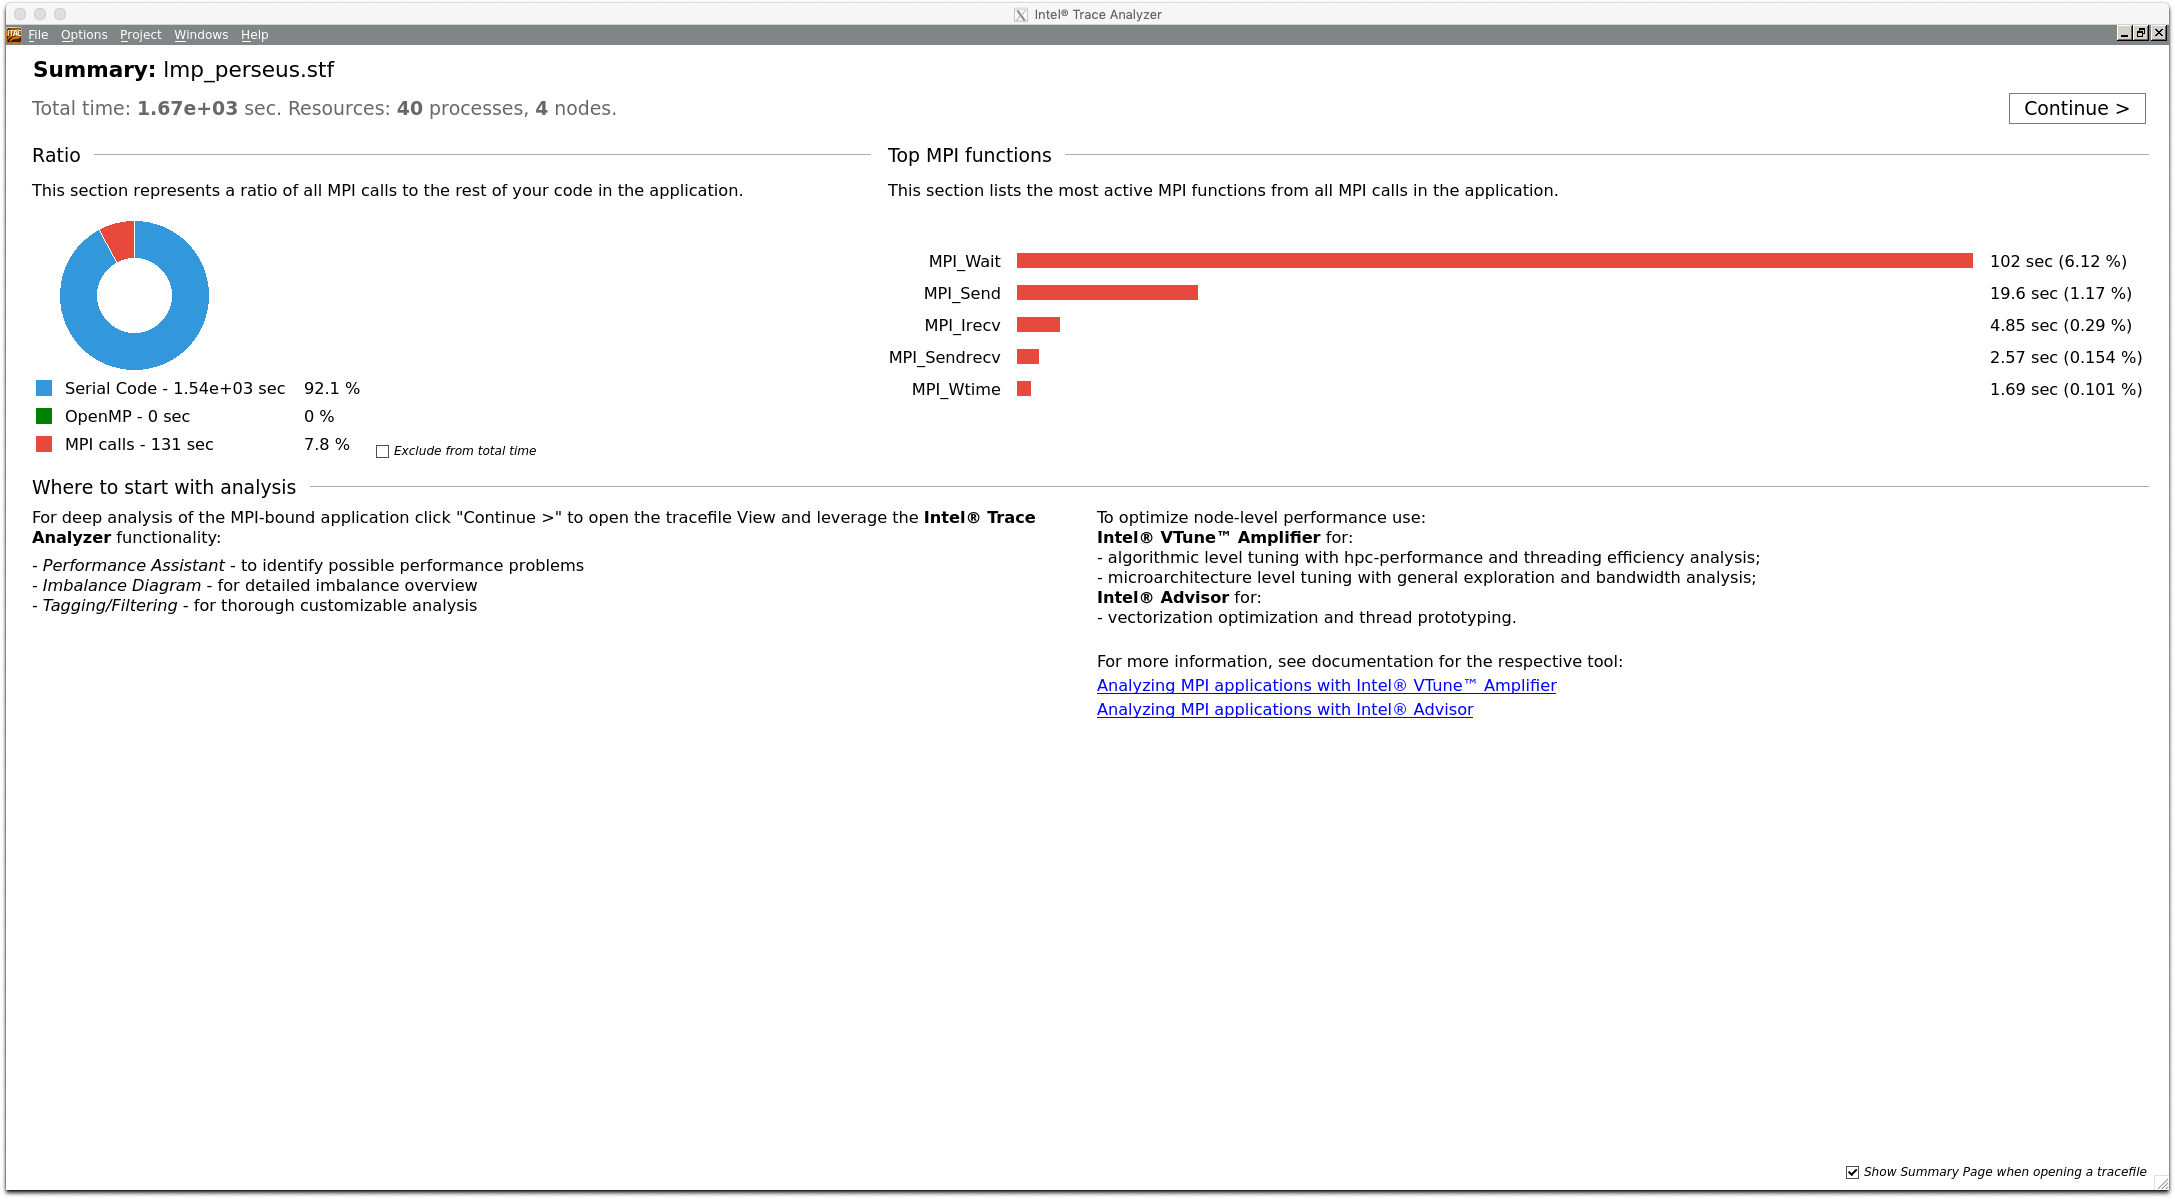 Intel® Trace Analyzer
File Options Project Windows Help
Summary: lmp_perseus.stf
Total time: 1.67e+03 sec. Resources: 40 processes, 4 nodes.
Continue >
Ratio
This section represents a ratio of all MPI calls to the rest of your code in the application.
Serial Code - 1.54e+03 sec 92.1 %
OpenMP - 0 sec 0 %
MPI calls - 131 sec 7.8 %
Exclude from total time
Top MPI functions
This section lists the most active MPI functions from all MPI calls in the application.
MPI_Wait 102 sec (6.12 %)
MPI_Send 19.6 sec (1.17 %)
MPI_Irecv 4.85 sec (0.29 %)
MPI_Sendrecv 2.57 sec (0.154 %)
MPI_Wtime 1.69 sec (0.101 %)
Where to start with analysis
For deep analysis of the MPI-bound application click "Continue >" to open the tracefile View and leverage the Intel® Trace
Analyzer functionality:
- Performance Assistant - to identify possible performance problems
- Imbalance Diagram - for detailed imbalance overview
- Tagging/Filtering - for thorough customizable analysis
To optimize node-level performance use:
Intel® VTune™ Amplifier for:
- algorithmic level tuning with hpc-performance and threading efficiency analysis;
- microarchitecture level tuning with general exploration and bandwidth analysis;
Intel® Advisor for:
- vectorization optimization and thread prototyping.
For more information, see documentation for the respective tool:
Analyzing MPI applications with Intel® VTune™ Amplifier
Analyzing MPI applications with Intel® Advisor
Show Summary Page when opening a tracefile